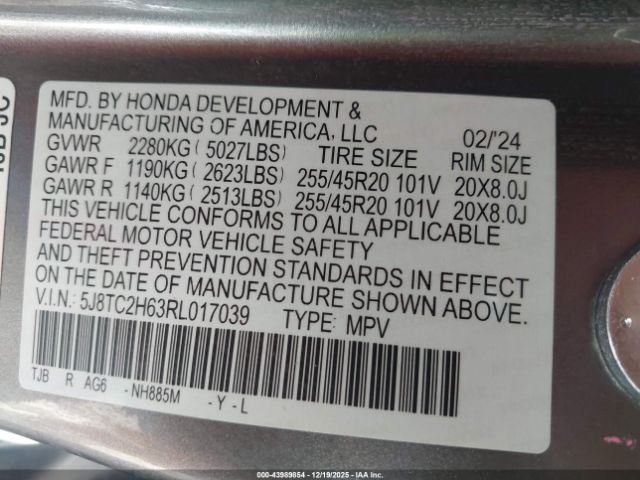 MFD. BY HONDA DEVELOPMENT &
MANUFACTURING OF AMERICA, LLC 02/'24
GVWR 2280KG ( 5027LBS) TIRE SIZE RIM SIZE
GAWR F 1190KG ( 2623LBS) 255/45R20 101V 20X8.0J
GAWR R 1140KG ( 2513LBS) 255/45R20 101V 20X8.0J
THIS VEHICLE CONFORMS TO ALL APPLICABLE
FEDERAL MOTOR VEHICLE SAFETY
AND THEFT PREVENTION STANDARDS IN EFFECT
ON THE DATE OF MANUFACTURE SHOWN ABOVE.
V.I.N.: 5J8TC2H63RL017039 TYPE: MPV
TJB R AG6 -NH885M -Y-L
000-43989854 | 12/19/2025 - IAA, Inc.